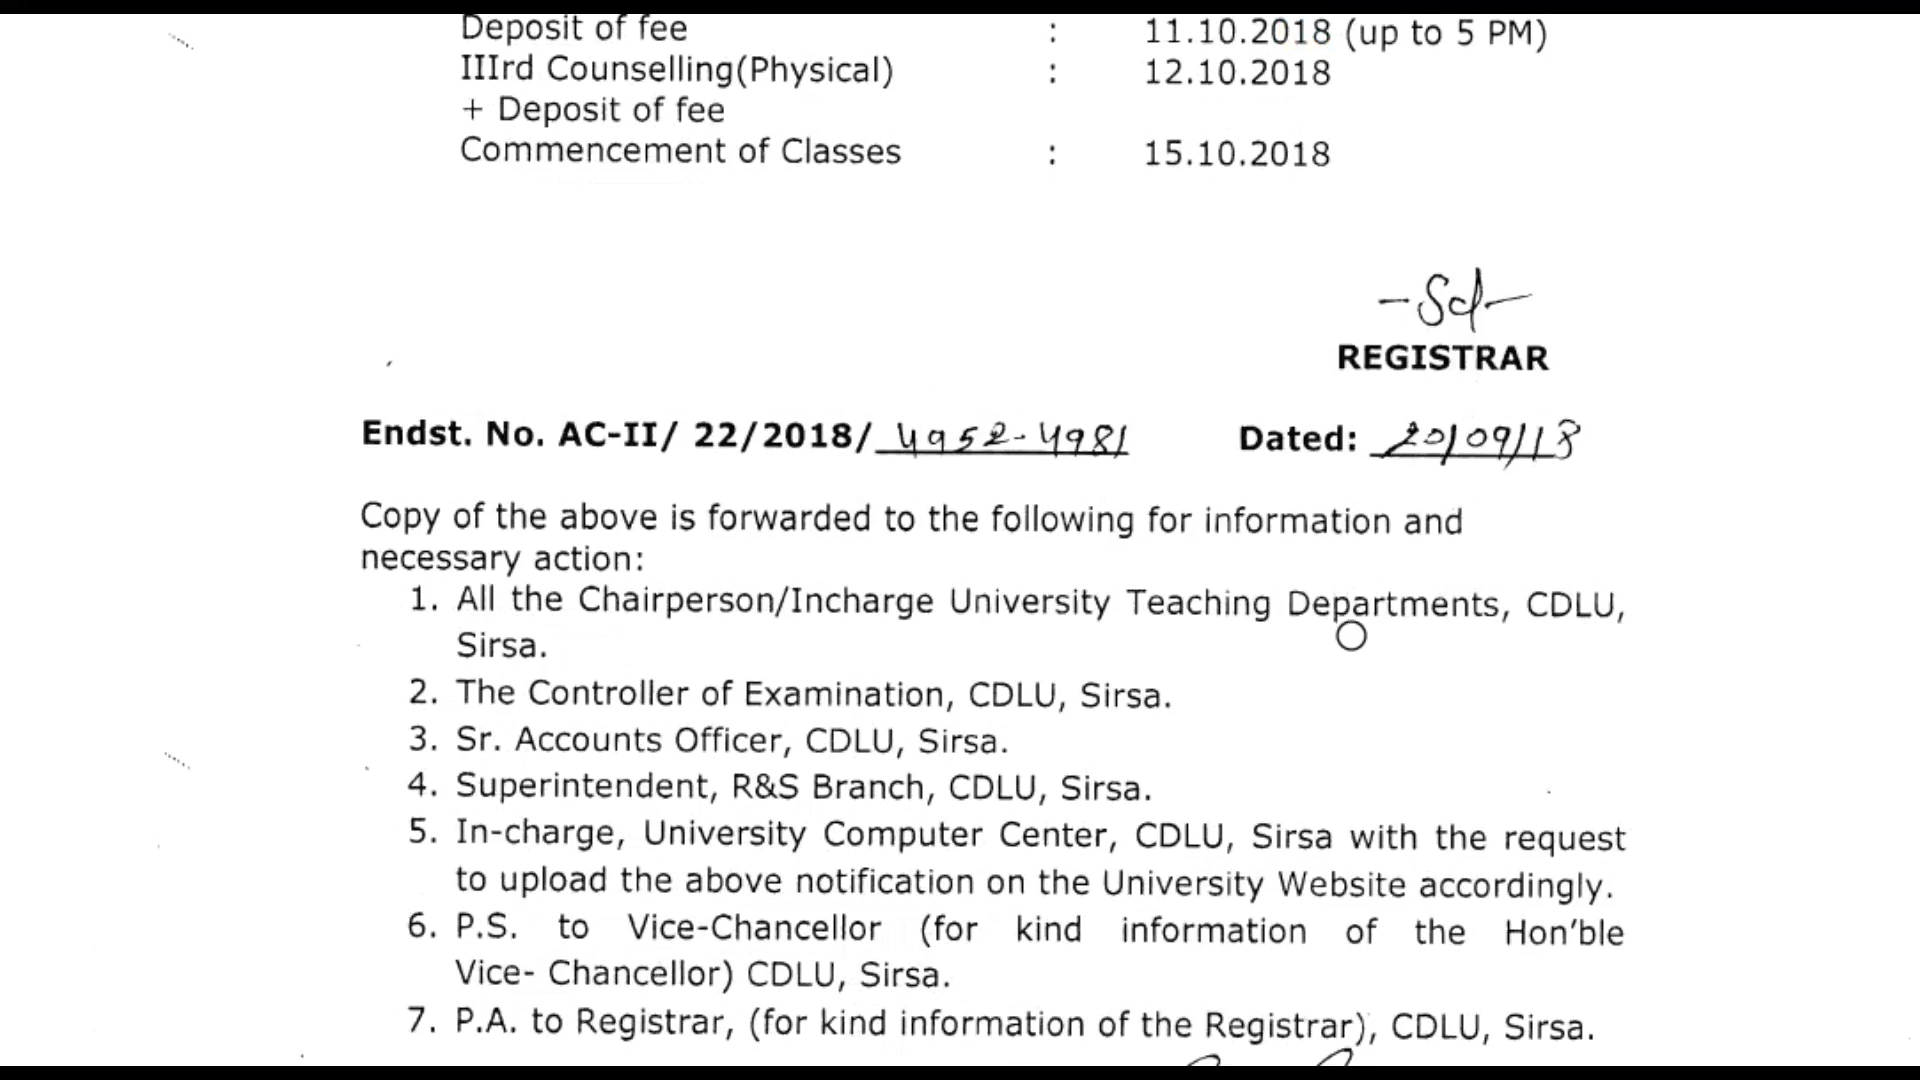 Deposit of fee : 11.10.2018 (up to 5 PM)
IIIrd Counselling(Physical) : 12.10.2018
+ Deposit of fee
Commencement of Classes : 15.10.2018
-Sd-
REGISTRAR
Endst. No. AC-II/ 22/2018/ 4952-4981 Dated: 20/09/18
Copy of the above is forwarded to the following for information and
necessary action:
1. All the Chairperson/Incharge University Teaching Departments, CDLU,
Sirsa.
2. The Controller of Examination, CDLU, Sirsa.
3. Sr. Accounts Officer, CDLU, Sirsa.
4. Superintendent, R&S Branch, CDLU, Sirsa.
5. In-charge, University Computer Center, CDLU, Sirsa with the request
to upload the above notification on the University Website accordingly.
6. P.S. to Vice-Chancellor (for kind information of the Hon'ble
Vice- Chancellor) CDLU, Sirsa.
7. P.A. to Registrar, (for kind information of the Registrar), CDLU, Sirsa.